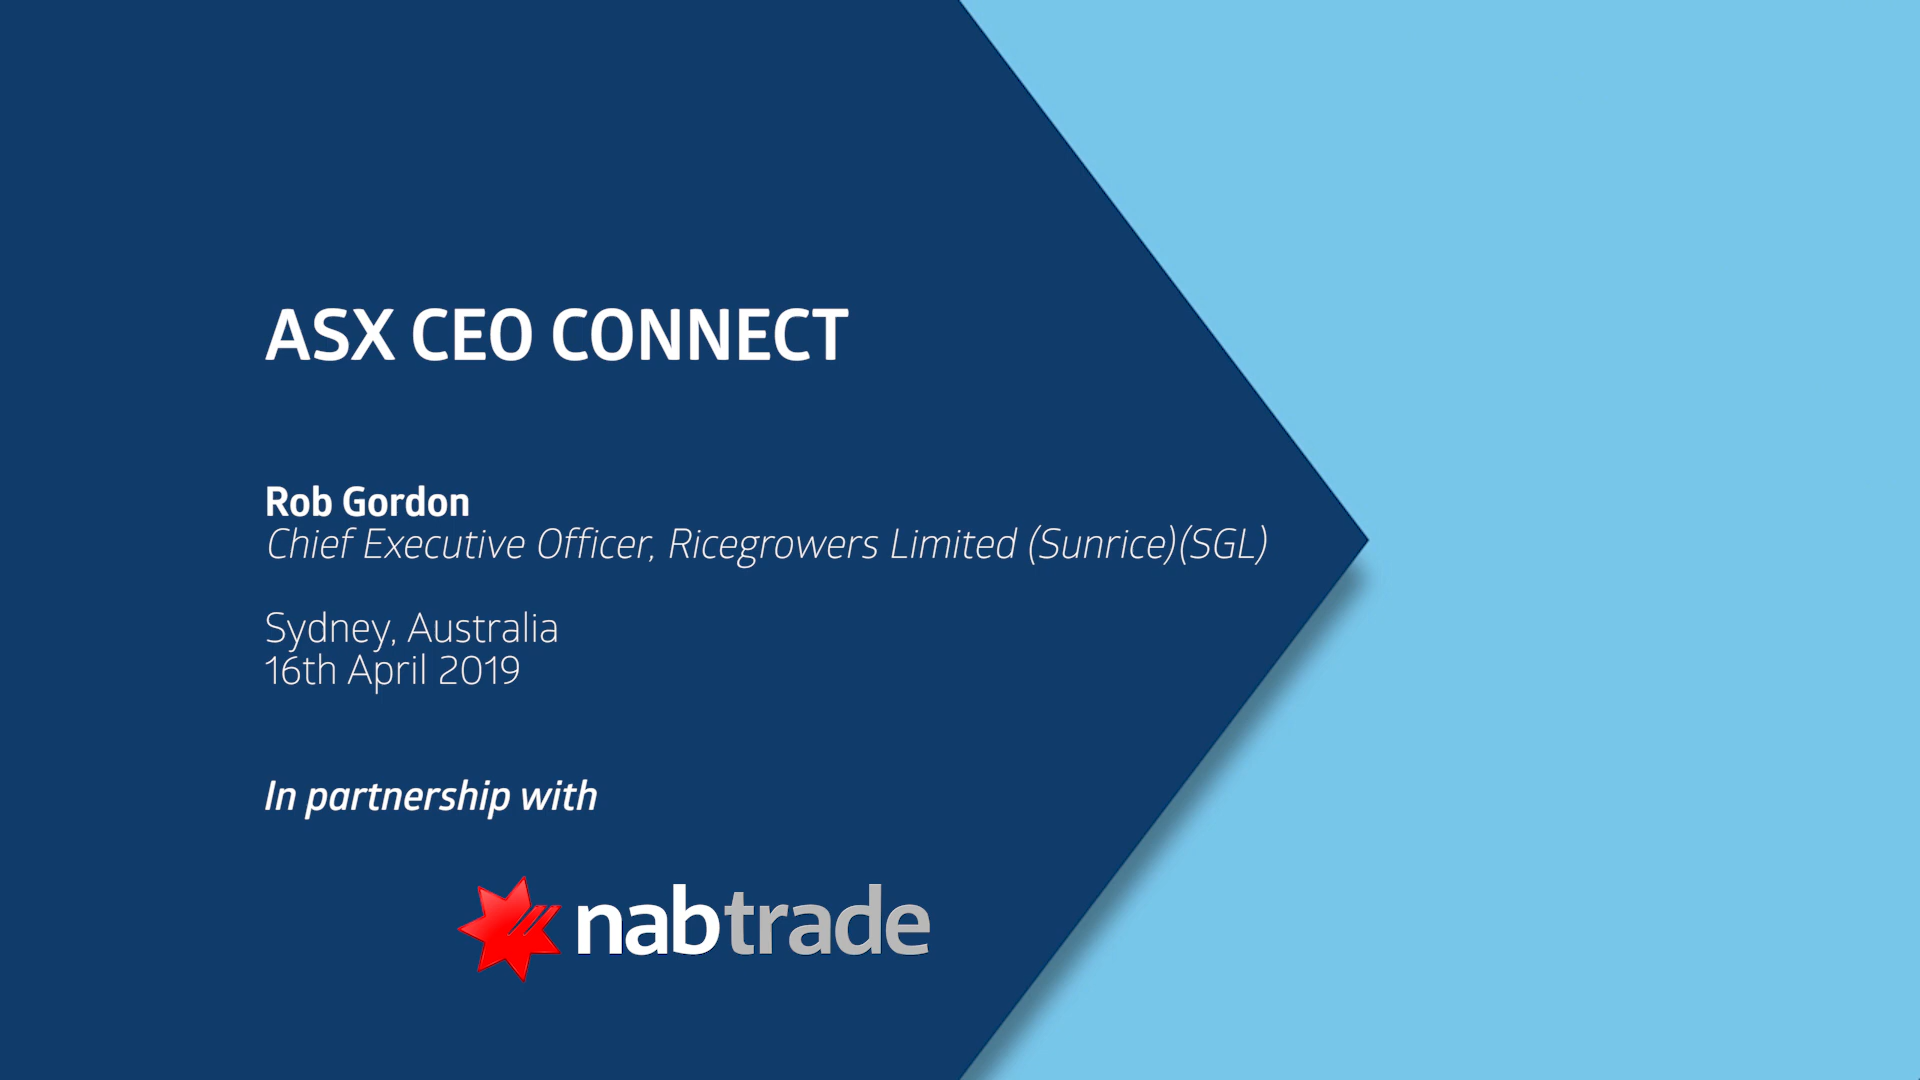 ASX CEO CONNECT
Rob Gordon
Chief Executive Officer, Ricegrowers Limited (Sunrice)(SGL)
Sydney, Australia
16th April 2019
In partnership with
nabtrade